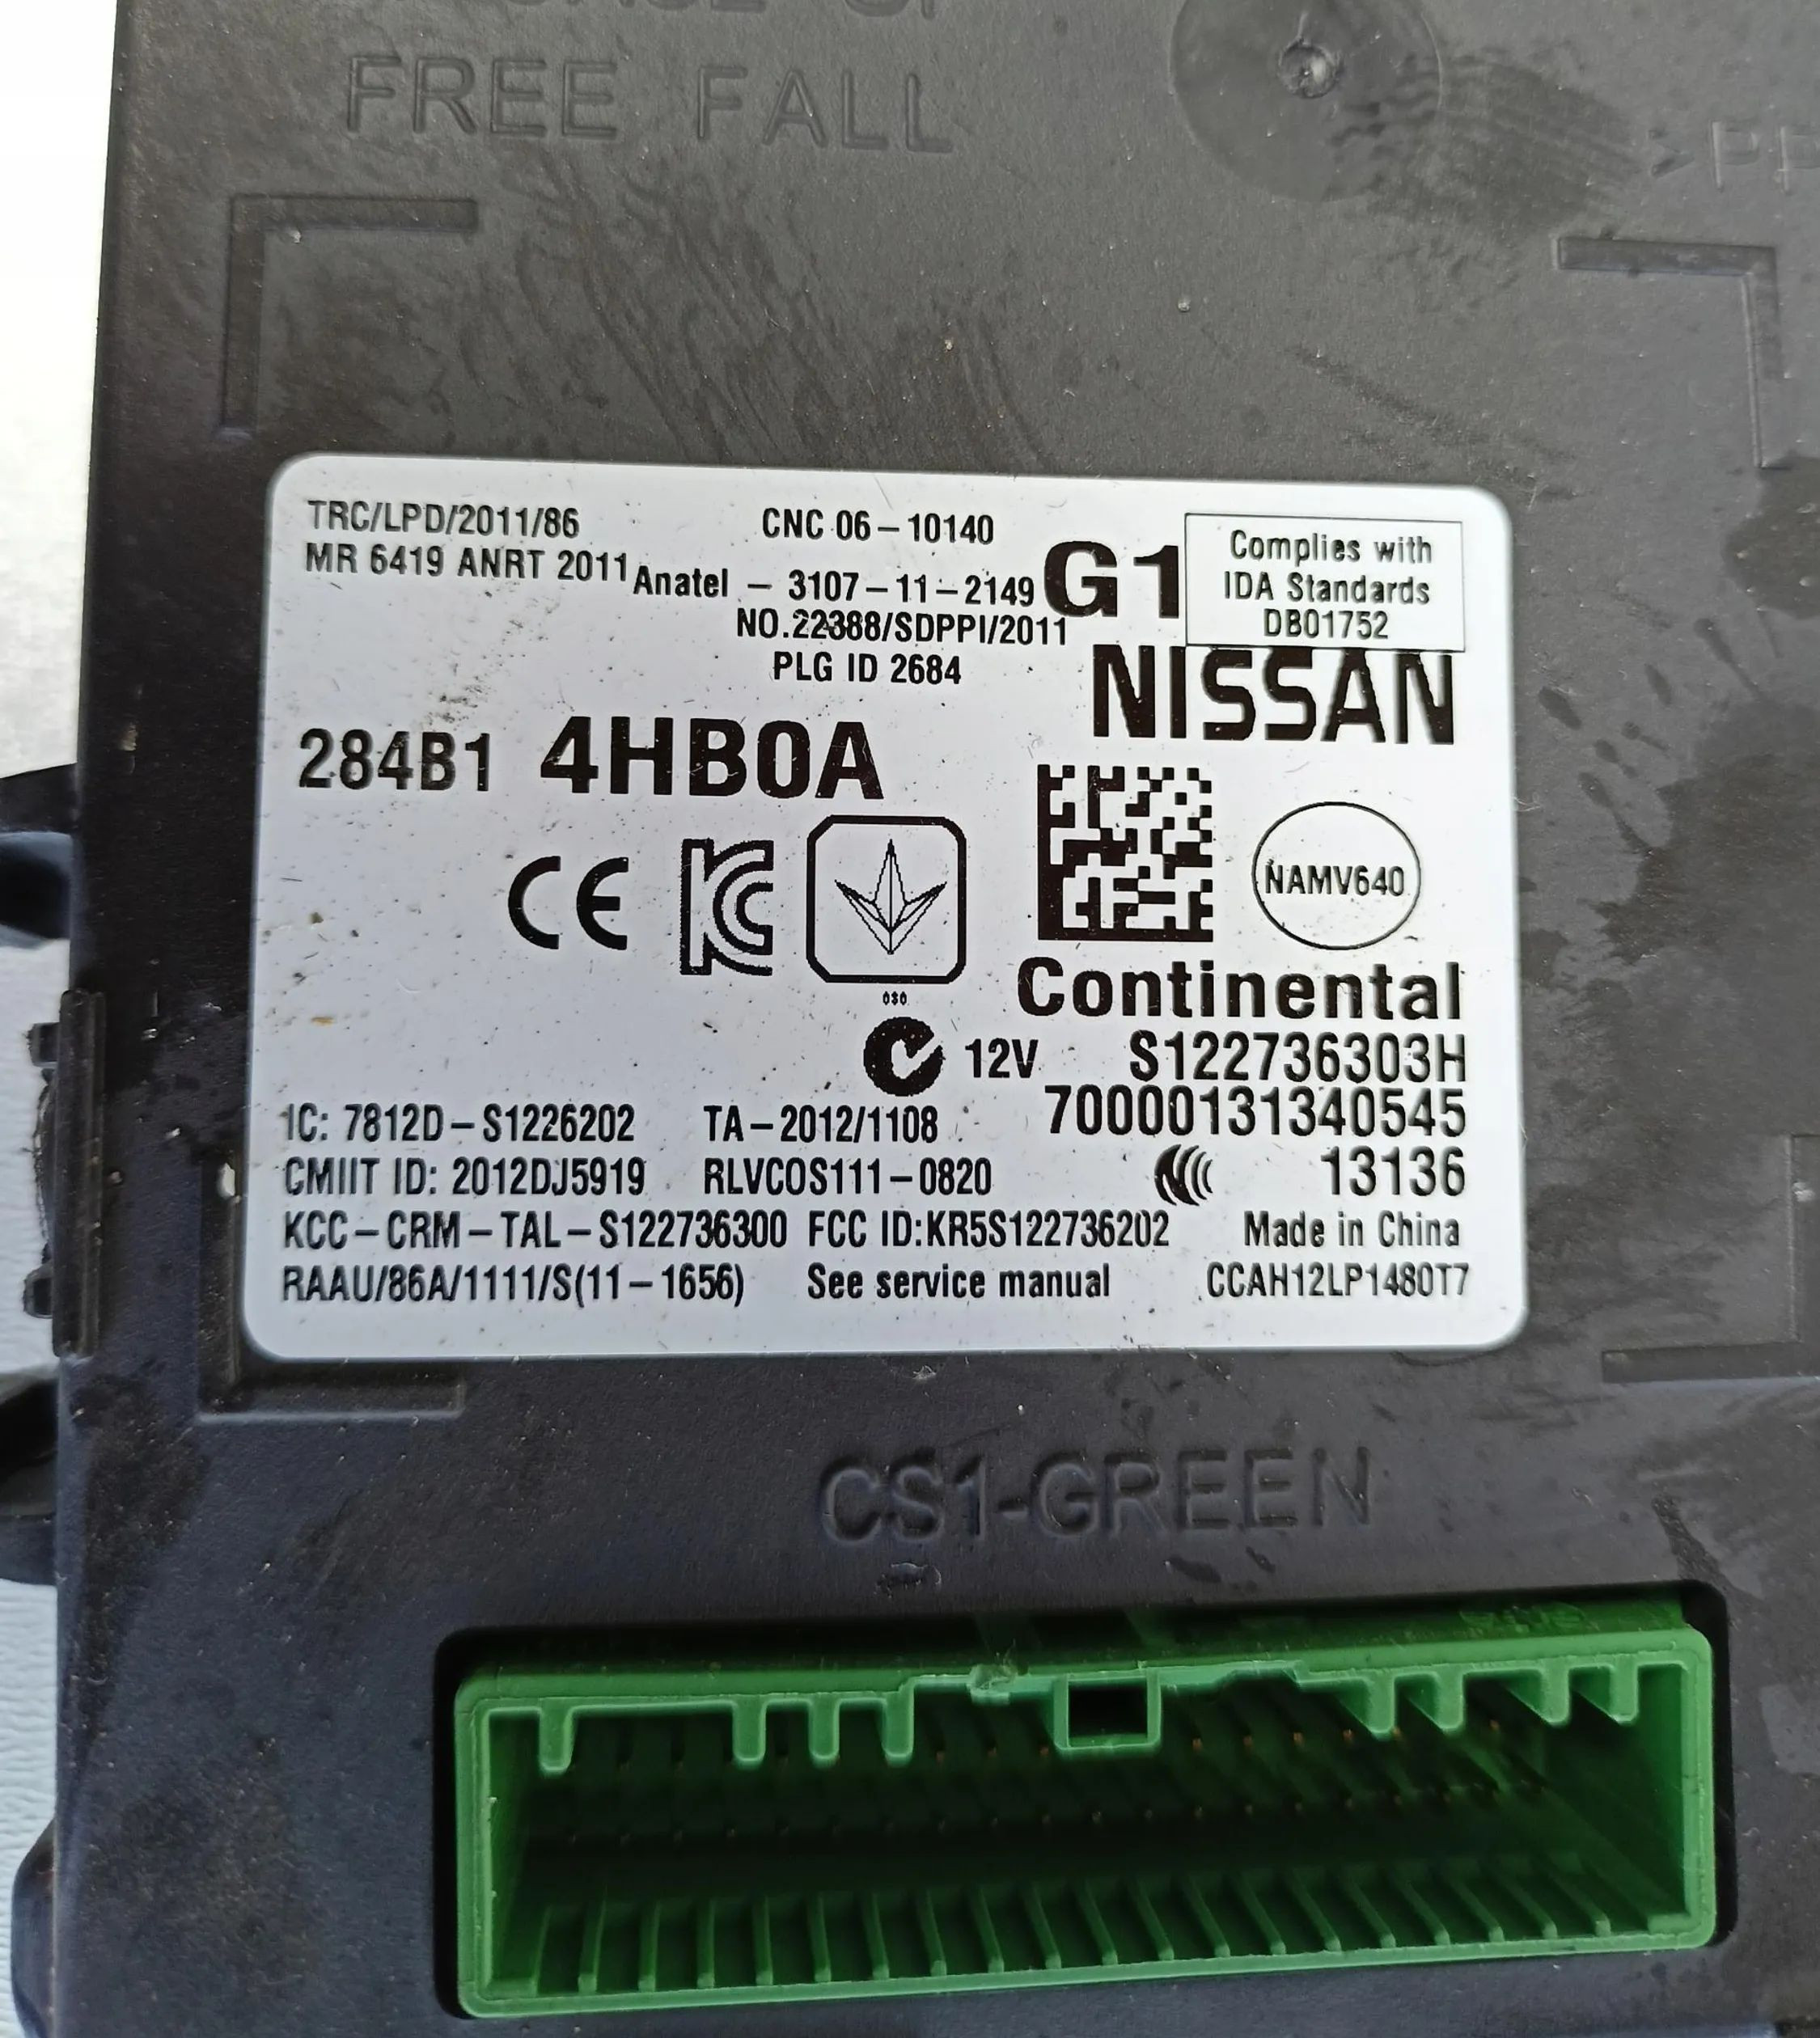 FREE FALL
TRC/LPD/2011/86
CNC 06-10140
MR 6419 ANRT 2011
Anatel - 3107-11-2149
G1
Complies with
IDA Standards
DB01752
NO.22388/SDPPI/2011
PLG ID 2684
NISSAN
284B1 4HB0A
CE
NAMV640
Continental
12V
S122736303H
70000131340545
IC: 7812D-S1226202
TA-2012/1108
CMIIT ID: 2012DJ5919
RLVCOS111-0820
13136
KCC-CRM-TAL-S122736300
FCC ID:KR5S122736202
Made in China
RAAU/86A/1111/S(11-1656)
See service manual
CCAH12LP1480T7
CS1-GREEN